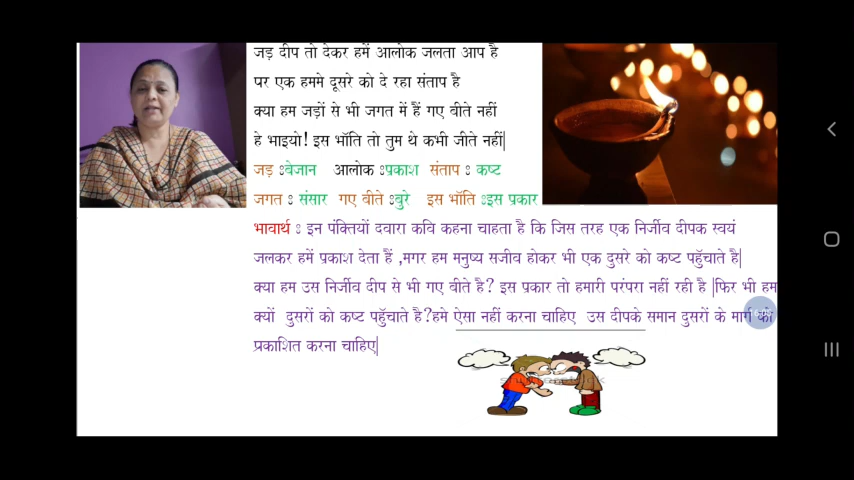 जड़ दीप तो देकर हमें आलोक जलता आप है
पर एक हममे दूसरे को दे रहा संताप है
क्या हम जड़ों से भी जगत में हैं गए बीते नहीं
हे भाइयो! इस भाँति तो तुम थे कभी जीते नहीं|
जड़ :बेजान आलोक :प्रकाश संताप : कष्ट
जगत : संसार गए बीते :बुरे इस भाँति :इस प्रकार
भावार्थ : इन पंक्तियों दवारा कवि कहना चाहता है कि जिस तरह एक निर्जीव दीपक स्वयं
जलकर हमें प्रकाश देता हैं ,मगर हम मनुष्य सजीव होकर भी एक दुसरे को कष्ट पहुँचाते है|
क्या हम उस निर्जीव दीप से भी गए वीते है? इस प्रकार तो हमारी परंपरा नहीं रही है |फिर भी हम
क्यों दुसरों को कष्ट पहुँचाते है?हमे ऐसा नहीं करना चाहिए उस दीपके समान दुसरों के मार्ग को
प्रकाशित करना चाहिए|